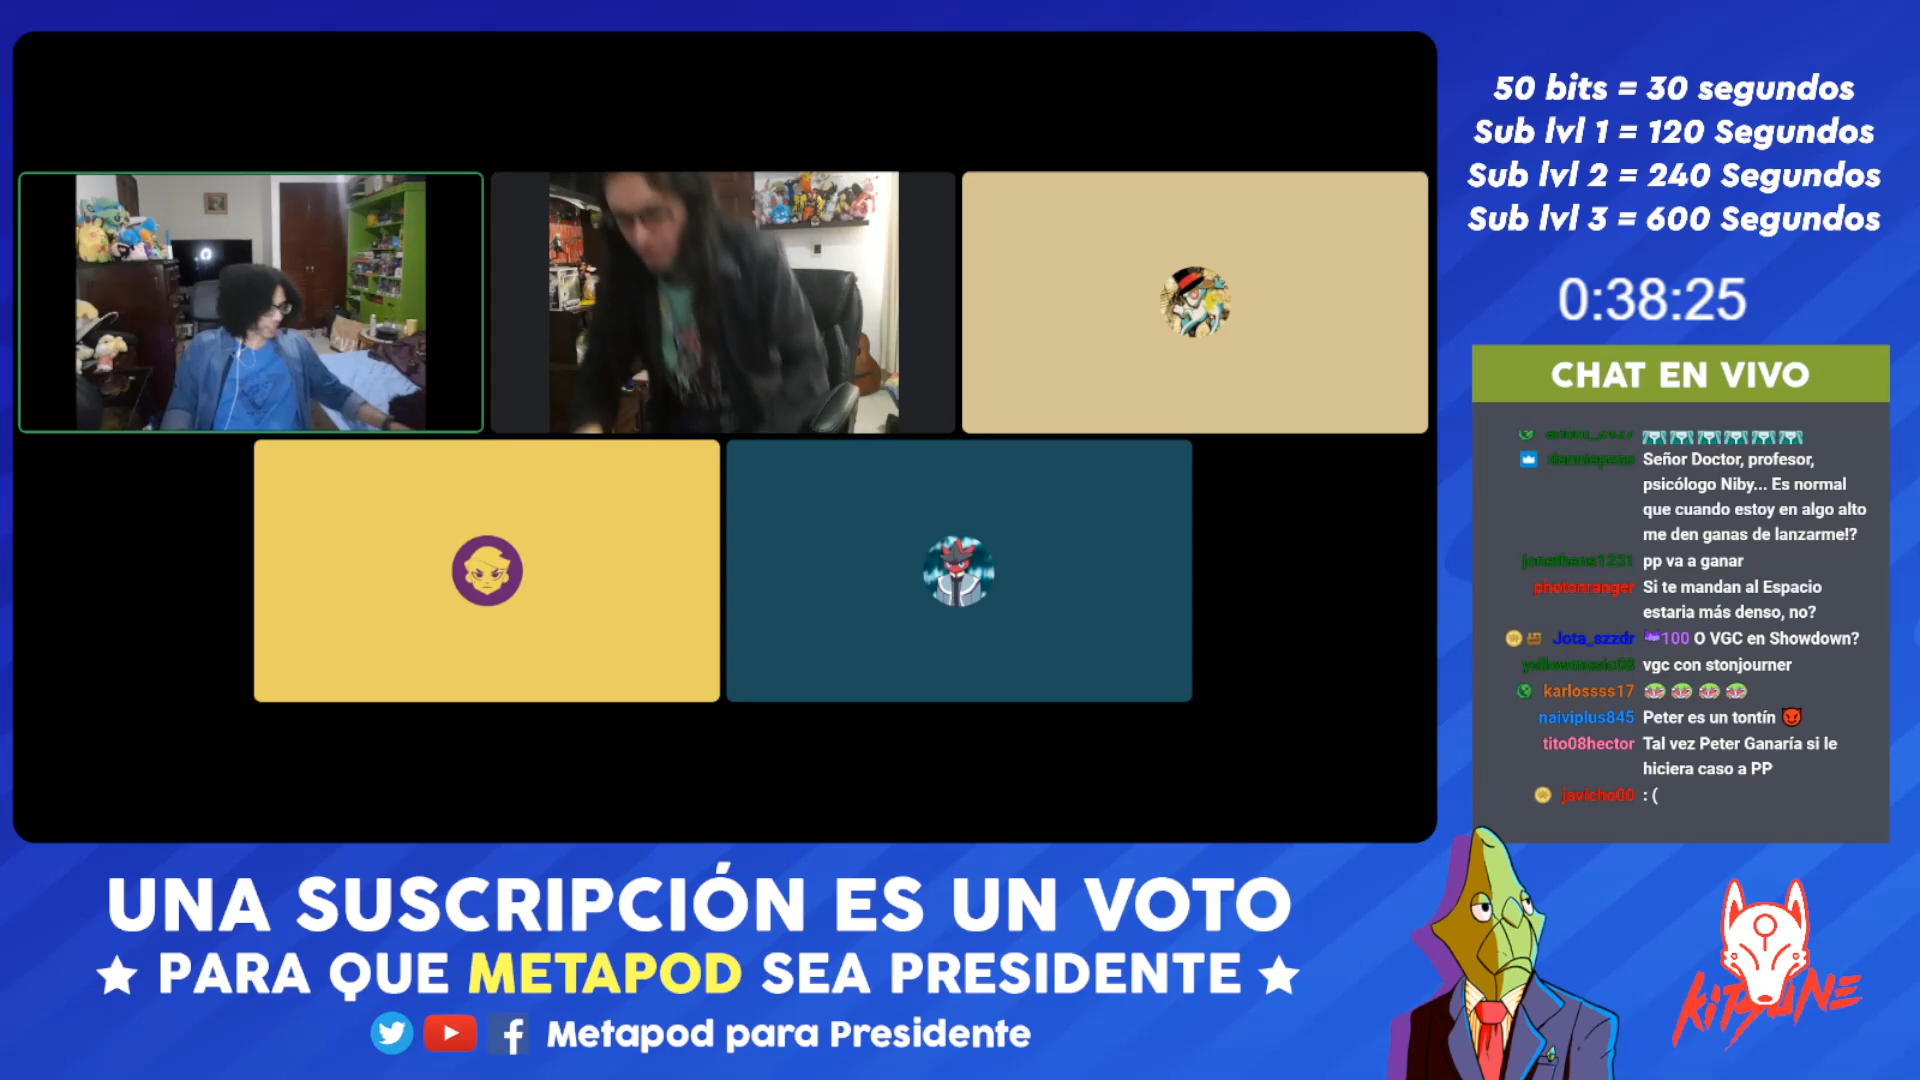 50 bits = 30 segundos
Sub lvl 1 = 120 Segundos
Sub lvl 2 = 240 Segundos
Sub lvl 3 = 600 Segundos
0:38:25
CHAT EN VIVO
Señor Doctor, profesor,
psicólogo Niby... Es normal
que cuando estoy en algo alto
me den ganas de lanzarme!?
jonathans1231 pp va a ganar
photonranger Si te mandan al Espacio
estaria más denso, no?
Jota_szzdr 100 O VGC en Showdown?
vgc con stonjourner
karlossss17
naiviplus845 Peter es un tontín
tito08hector Tal vez Peter Ganaría si le
hiciera caso a PP
javicho00 : (
UNA SUSCRIPCIÓN ES UN VOTO
PARA QUE METAPOD SEA PRESIDENTE
Metapod para Presidente
KITSUNE